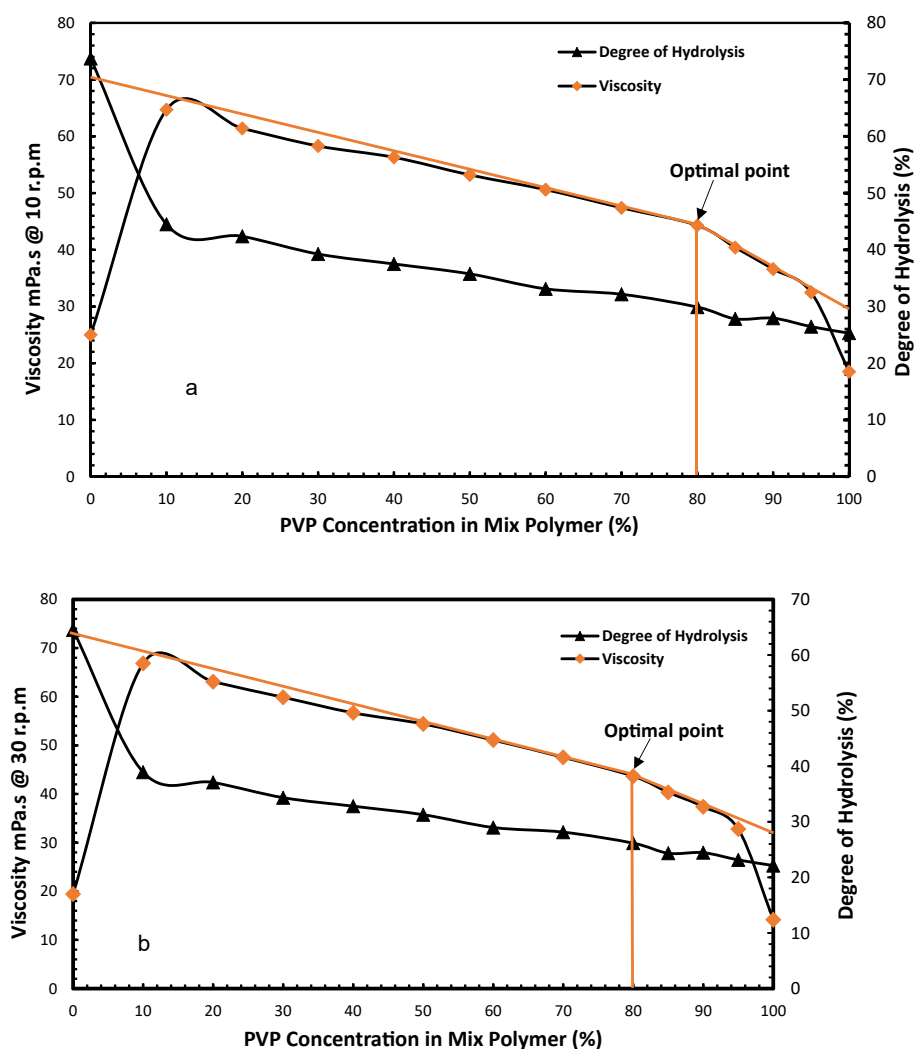 80
70
60
50
40
30
20
10
0
Viscosity mPa.s @ 10 r.p.m
Degree of Hydrolysis
Viscosity
Optimal point
a
80
70
60
50
40
30
20
10
0
Degree of Hydrolysis (%)
0 10 20 30 40 50 60 70 80 90 100
PVP Concentration in Mix Polymer (%)
80
70
60
50
40
30
20
10
0
Viscosity mPa.s @ 30 r.p.m
Degree of Hydrolysis
Viscosity
Optimal point
b
70
60
50
40
30
20
10
0
Degree of Hydrolysis (%)
0 10 20 30 40 50 60 70 80 90 100
PVP Concentration in Mix Polymer (%)